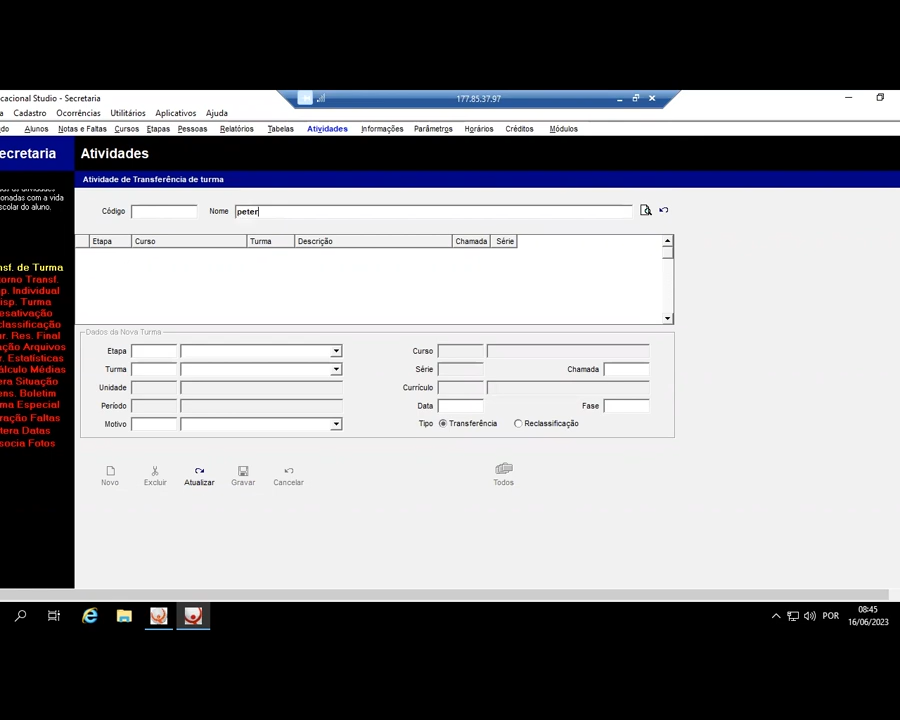 cacional Studio - Secretaria
177.85.37.97
a Cadastro Ocorrências Utilitários Aplicativos Ajuda
do Alunos Notas e Faltas Cursos Etapas Pessoas Relatórios Tabelas Atividades Informações Parâmetros Horários Créditos Módulos
ecretaria
Atividades
Atividade de Transferência de turma
onadas com a vida
scolar do aluno.
Código
Nome peter
Etapa Curso Turma Descrição Chamada Série
nsf. de Turma
orno Transf.
p. Individual
isp. Turma
esativação
classificação
ur. Res. Final
ação Arquivos
r. Estatísticas
álculo Médias
era Situação
ens. Boletim
ma Especial
ração Faltas
tera Datas
socia Fotos
Dados da Nova Turma
Etapa Curso
Turma Série Chamada
Unidade Currículo
Período Data Fase
Motivo Tipo Transferência Reclassificação
Novo Excluir Atualizar Gravar Cancelar Todos
POR
08:45
16/06/2023